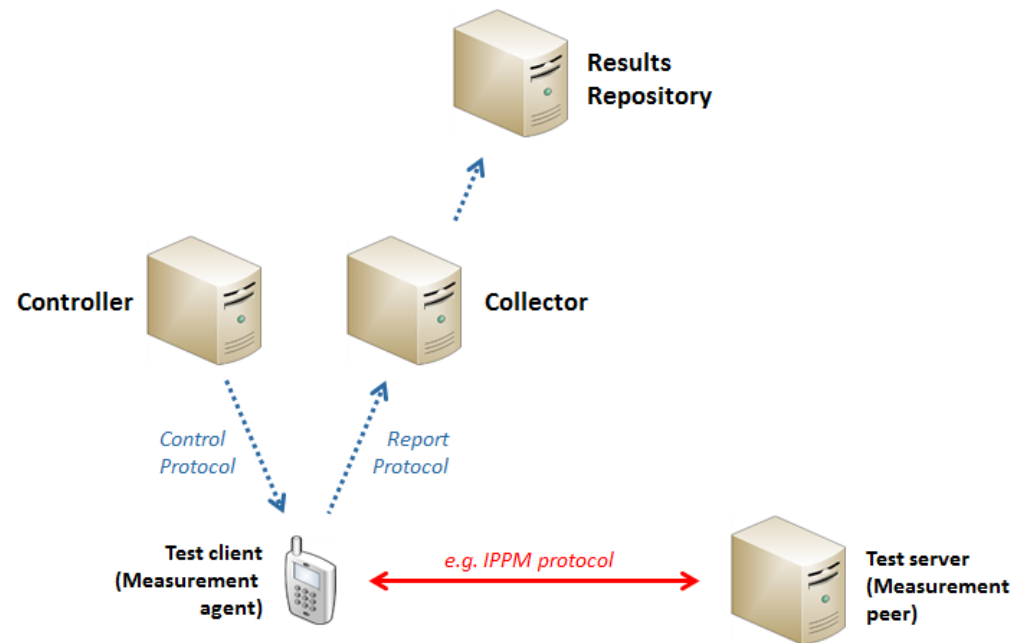 Results
Repository
Controller
Collector
Control
Protocol
Report
Protocol
Test client
(Measurement
agent)
e.g. IPPM protocol
Test server
(Measurement
peer)